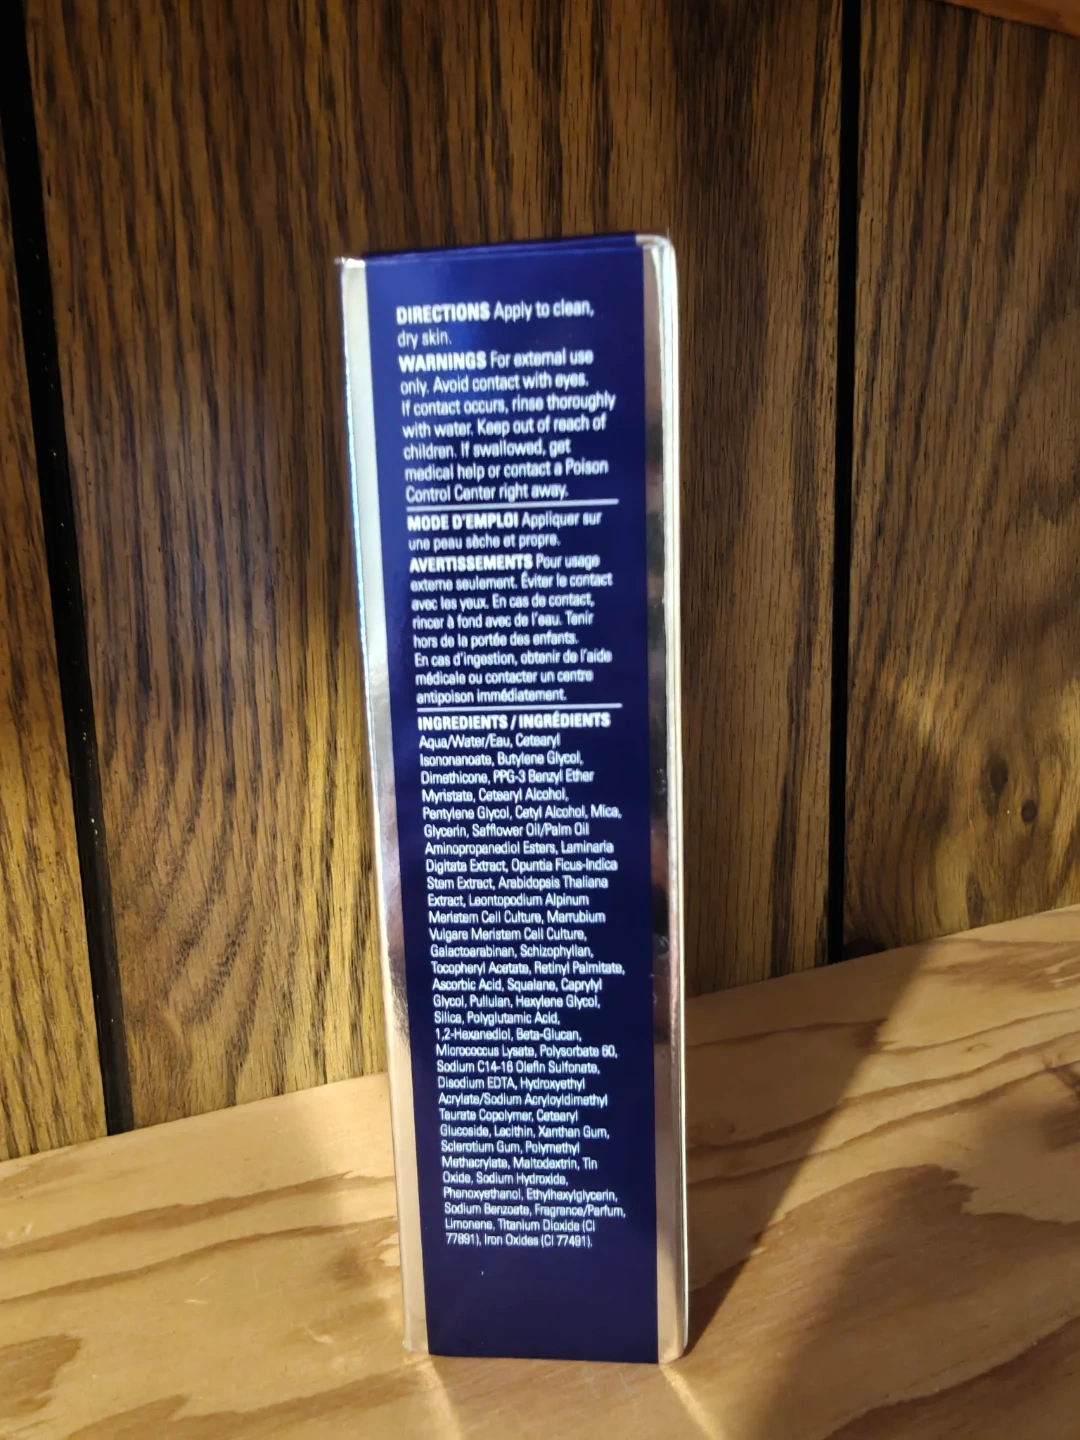 DIRECTIONS Apply to clean,
dry skin.
WARNINGS For external use
only. Avoid contact with eyes.
If contact occurs, rinse thoroughly
with water. Keep out of reach of
children. If swallowed, get
medical help or contact a Poison
Control Center right away.
MODE D'EMPLOI Appliquer sur
une peau sèche et propre.
AVERTISSEMENTS Pour usage
externe seulement. Éviter le contact
avec les yeux. En cas de contact,
rincer à fond avec de l'eau. Tenir
hors de la portée des enfants.
En cas d'ingestion, obtenir de l'aide
médicale ou contacter un centre
antipoison immédiatement.
INGREDIENTS / INGRÉDIENTS
Aqua/Water/Eau, Cetearyl
Isononanoate, Butylene Glycol,
Dimethicone, PPG-3 Benzyl Ether
Myristate, Cetearyl Alcohol,
Pentylene Glycol, Cetyl Alcohol, Mica,
Glycerin, Safflower Oil/Palm Oil
Aminopropanediol Esters, Laminaria
Digitata Extract, Opuntia Ficus-Indica
Stem Extract, Arabidopsis Thaliana
Extract, Leontopodium Alpinum
Meristem Cell Culture, Marrubium
Vulgare Meristem Cell Culture,
Galactoarabinan, Schizophyllan,
Tocopheryl Acetate, Retinyl Palmitate,
Ascorbic Acid, Squalane, Caprylyl
Glycol, Pullulan, Hexylene Glycol,
Silica, Polyglutamic Acid,
1,2-Hexanediol, Beta-Glucan,
Micrococcus Lysate, Polysorbate 60,
Sodium C14-16 Olefin Sulfonate,
Disodium EDTA, Hydroxyethyl
Acrylate/Sodium Acryloyldimethyl
Taurate Copolymer, Cetearyl
Glucoside, Lecithin, Xanthan Gum,
Sclerotium Gum, Polymethyl
Methacrylate, Maltodextrin, Tin
Oxide, Sodium Hydroxide,
Phenoxyethanol, Ethylhexylglycerin,
Sodium Benzoate, Fragrance/Parfum,
Limonene, Titanium Dioxide (CI
77891), Iron Oxides (CI 77491).